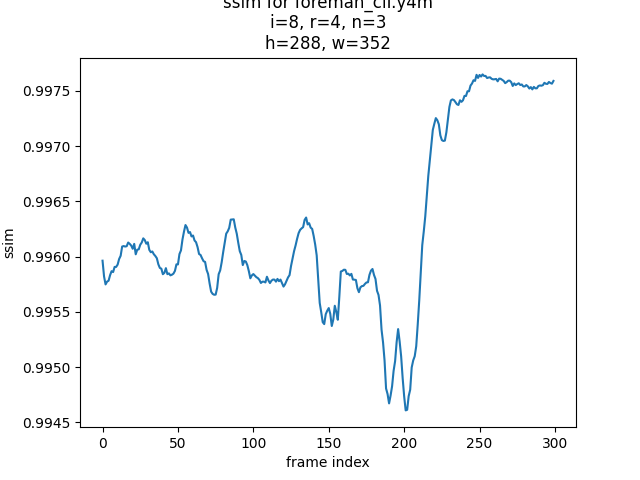 ssim for foreman_cif.y4m
i=8, r=4, n=3
h=288, w=352
0.9975
0.9970
0.9965
0.9960
0.9955
0.9950
0.9945
ssim
0 50 100 150 200 250 300
frame index